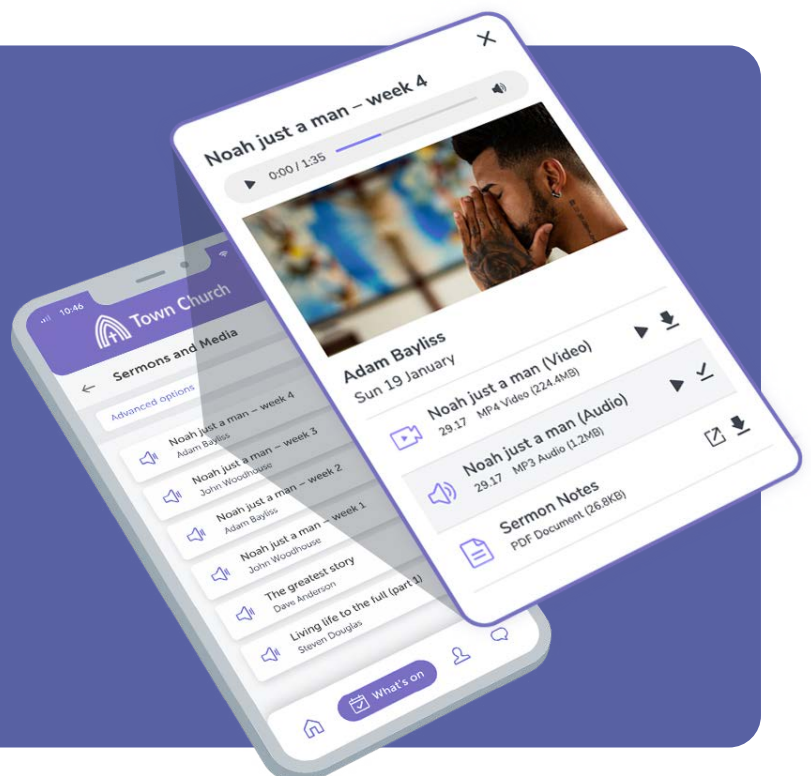 Noah just a man – week 4
0:00 / 1:35
Adam Bayliss
Sun 19 January
Noah just a man (Video)
29.17 MP4 Video (224.4MB)
Noah just a man (Audio)
29.17 MP3 Audio (1.2MB)
Sermon Notes
PDF Document (26.8KB)
10:46
Town Church
Sermons and Media
Advanced options
Noah just a man – week 4
Adam Bayliss
Noah just a man – week 3
John Woodhouse
Noah just a man – week 2
Adam Bayliss
Noah just a man – week 1
John Woodhouse
The greatest story
Dave Anderson
Living life to the full (part 1)
Steven Douglas
What's on